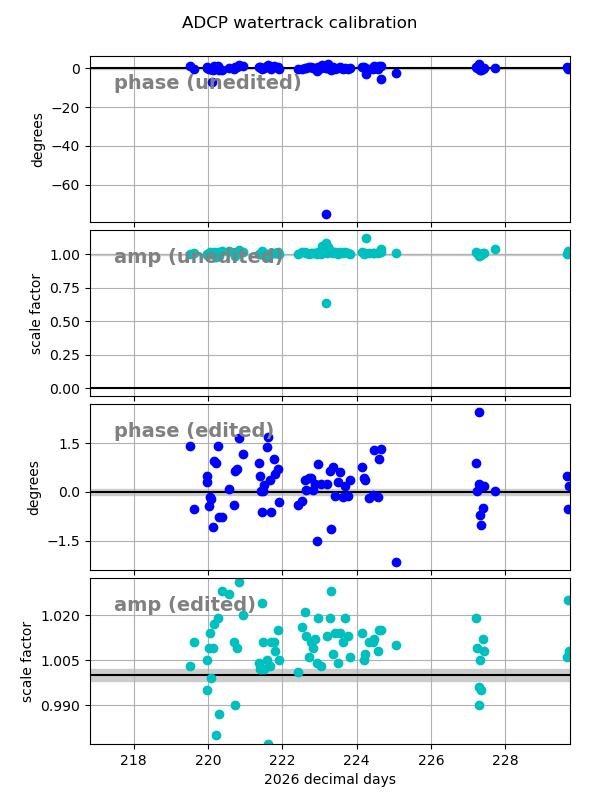 ADCP watertrack calibration
phase (unedited)
degrees
0
−20
−40
−60
amp (unedited)
scale factor
1.00
0.75
0.50
0.25
0.00
phase (edited)
degrees
1.5
0.0
−1.5
amp (edited)
scale factor
1.020
1.005
0.990
218 220 222 224 226 228
2026 decimal days